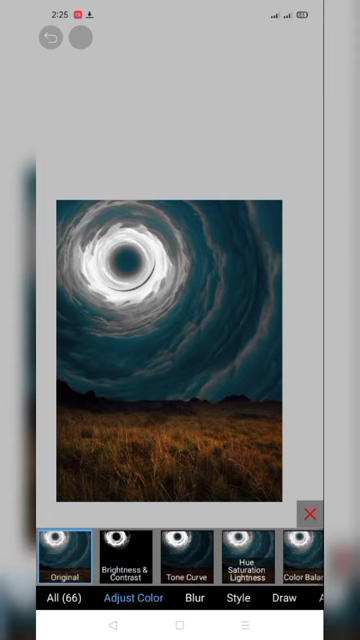 2:25
Original
Brightness &
Contrast
Tone Curve
Hue
Saturation
Lightness
Color Balan
All (66)
Adjust Color
Blur
Style
Draw